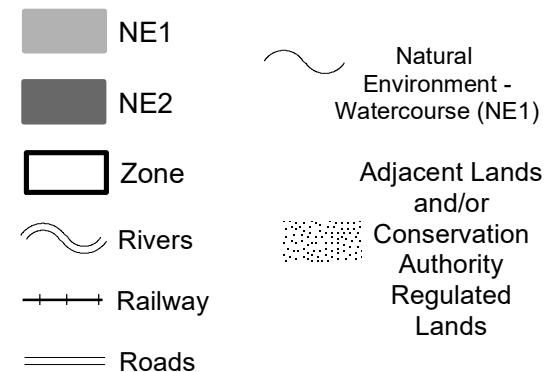 NE1
NE2
Zone
Rivers
Railway
Roads
Natural
Environment -
Watercourse (NE1)
Adjacent Lands
and/or
Conservation
Authority
Regulated
Lands